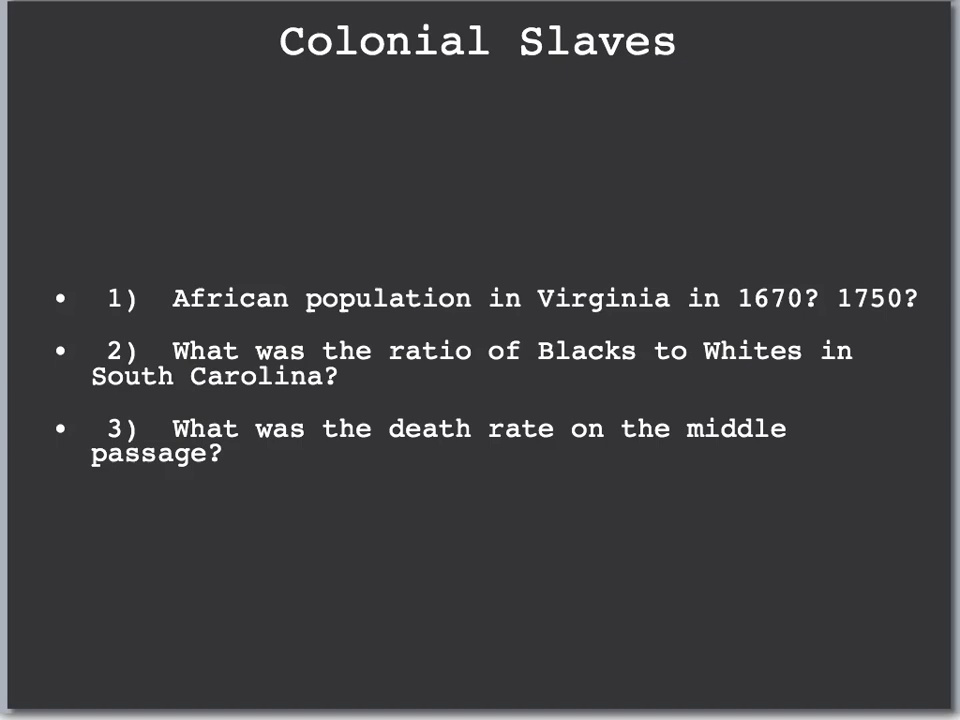 Colonial Slaves
• 1) African population in Virginia in 1670? 1750?
• 2) What was the ratio of Blacks to Whites in
South Carolina?
• 3) What was the death rate on the middle
passage?